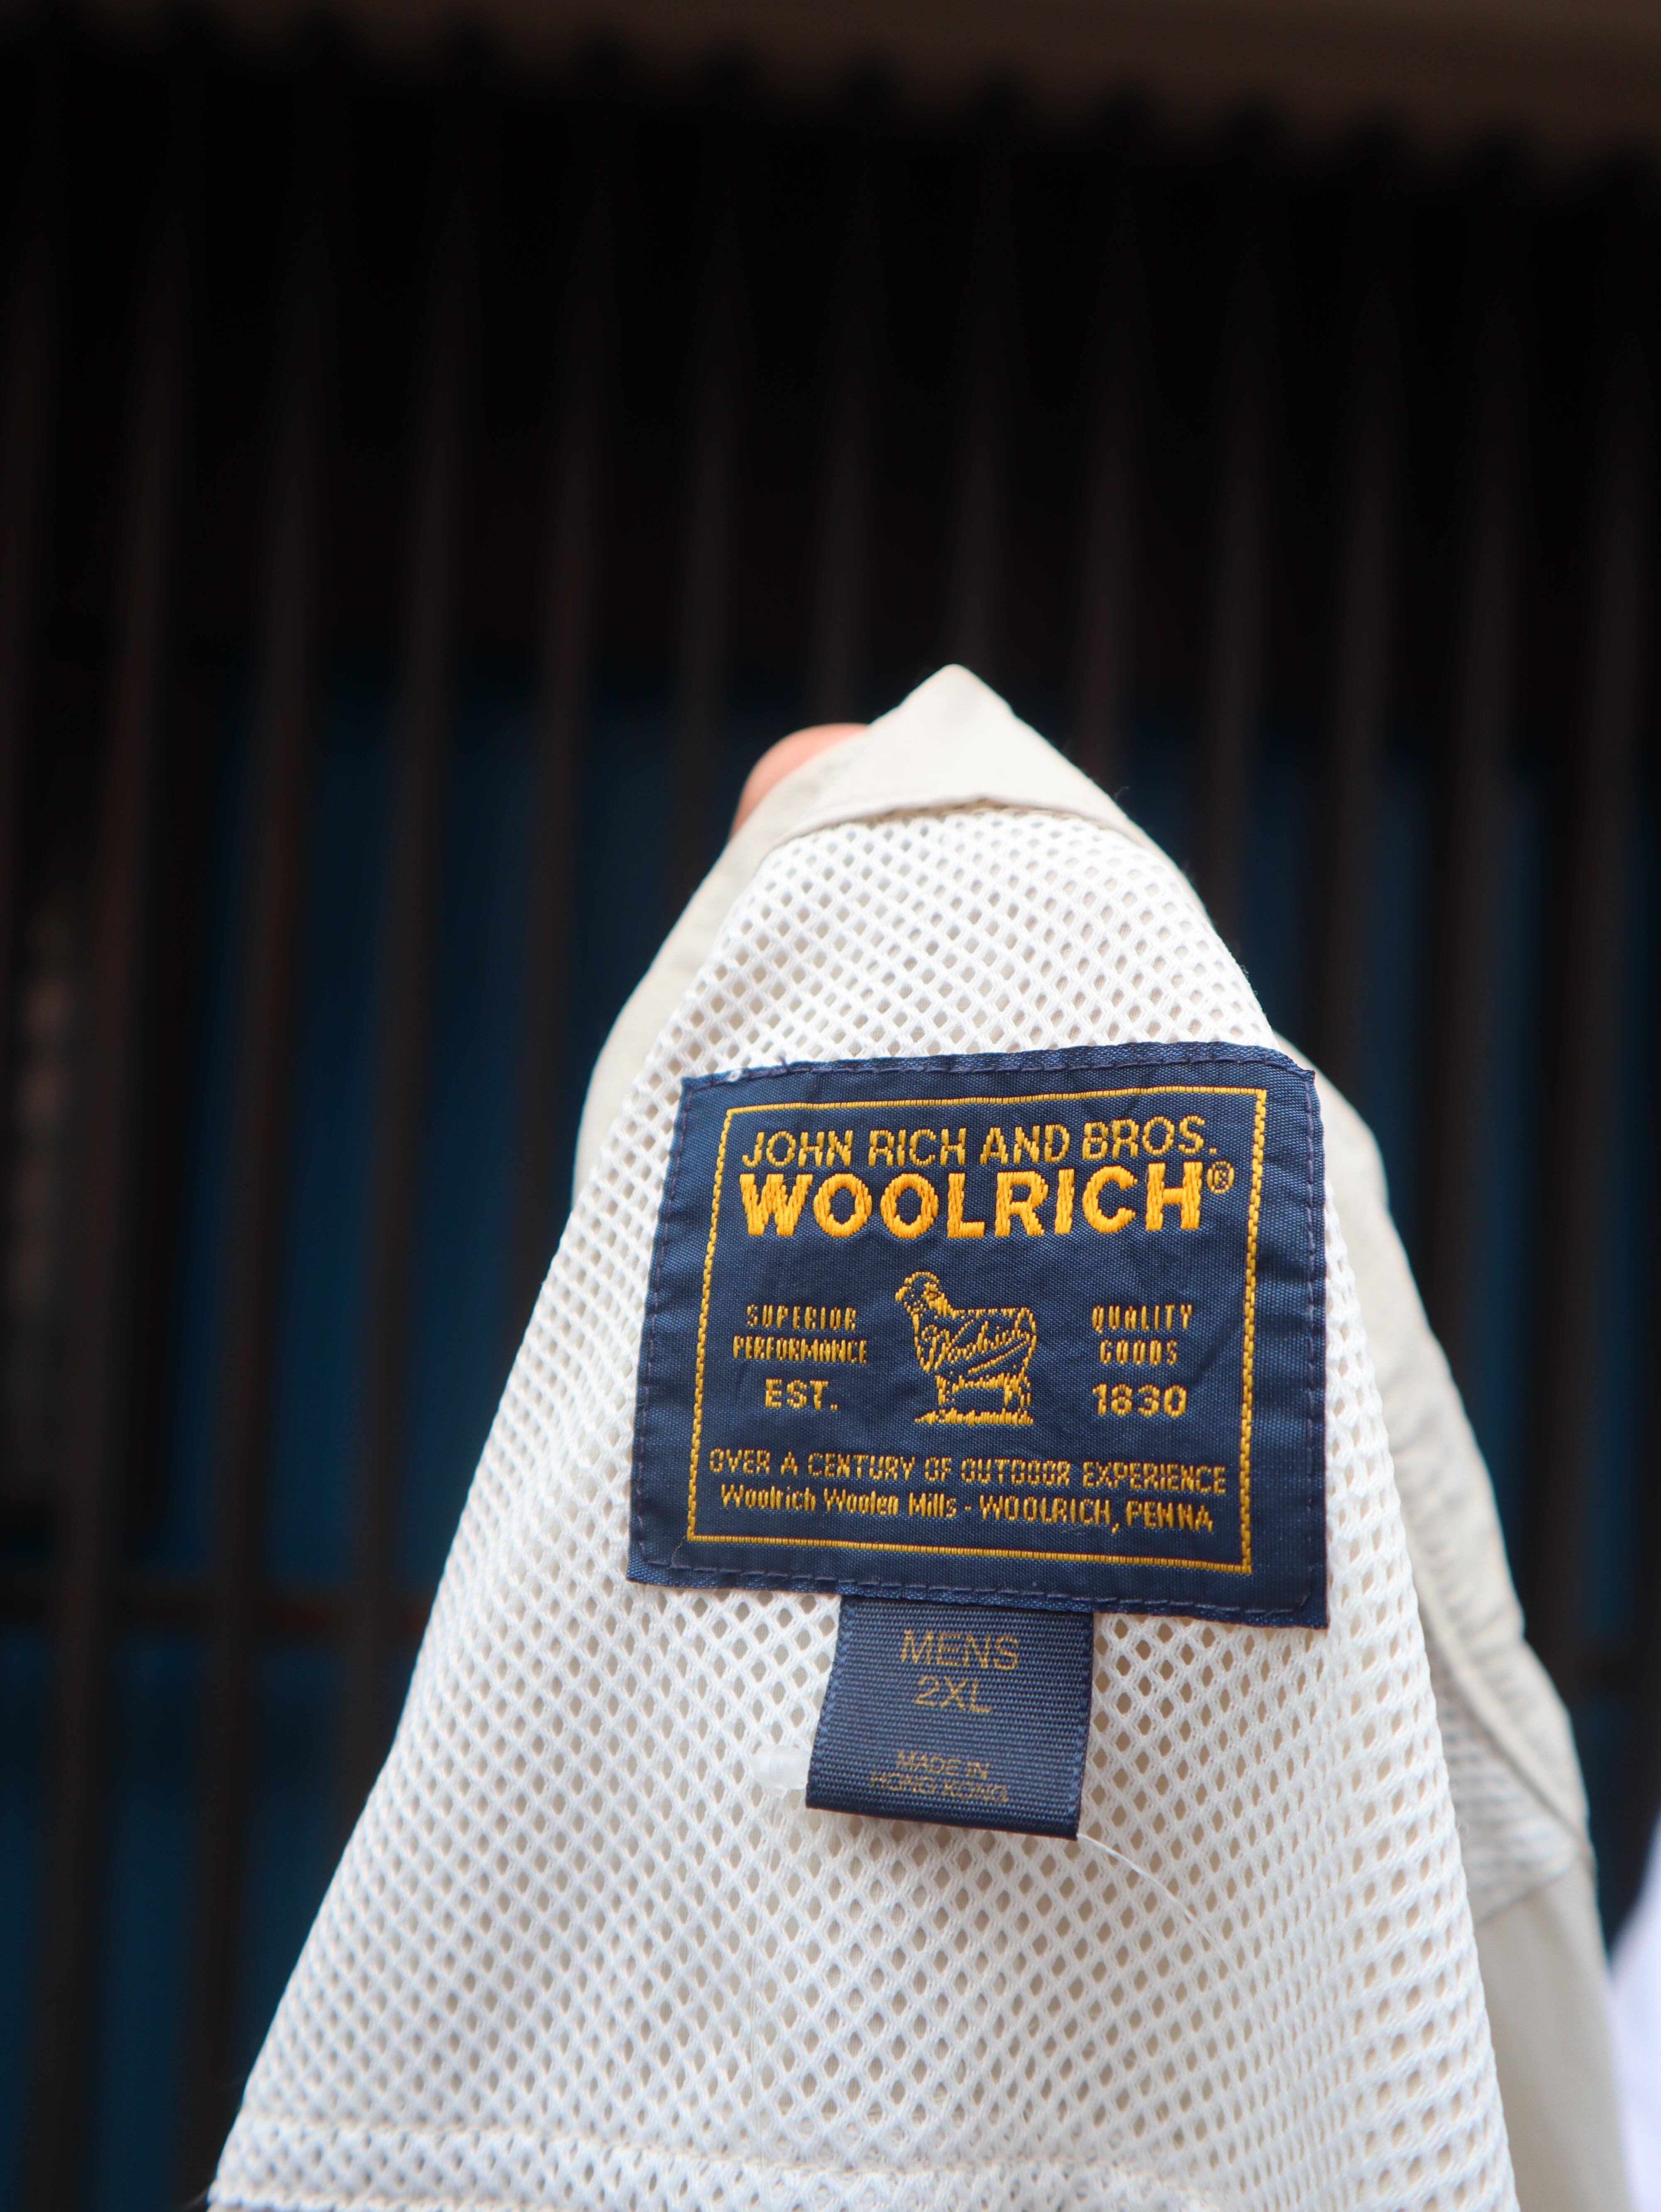 JOHN RICH AND BROS.
WOOLRICH®
SUPERIOR
PERFORMANCE
EST.
Woolrich
QUALITY
GOODS
1830
OVER A CENTURY OF OUTDOOR EXPERIENCE
Woolrich Woolen Mills - WOOLRICH, PENNA
MENS
2XL
MADE IN
HONG KONG